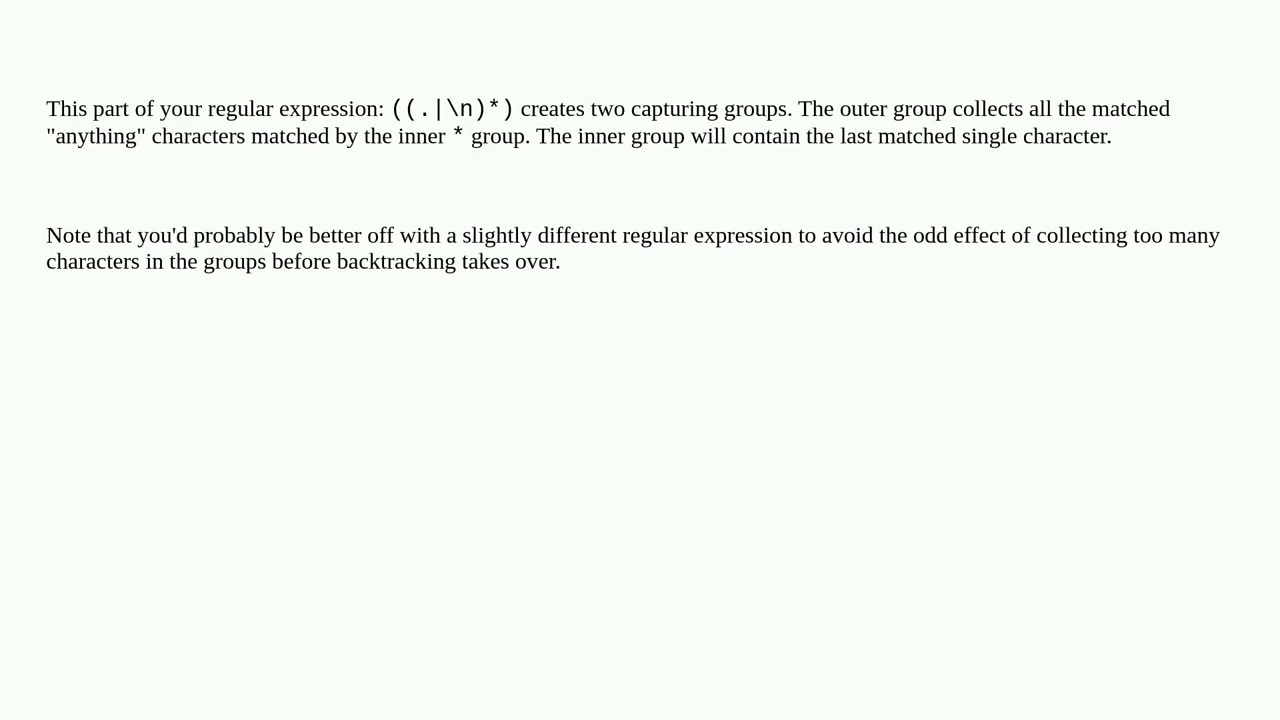 This part of your regular expression: ((.|\n)*) creates two capturing groups. The outer group collects all the matched
"anything" characters matched by the inner * group. The inner group will contain the last matched single character.
Note that you'd probably be better off with a slightly different regular expression to avoid the odd effect of collecting too many
characters in the groups before backtracking takes over.